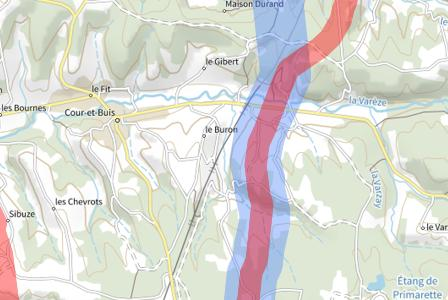 Maison Durand
le Gibert
le Fit
les Bournes
Cour-et-Buis
la Varèze
le Buron
la Varzay
les Chevrots
Sibuze
le Var
Étang de
Primarette